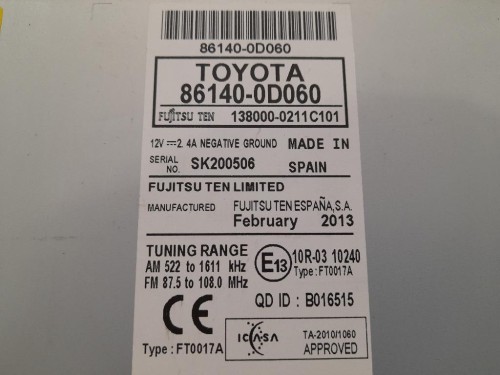 86140-0D060
TOYOTA
86140-0D060
FUJITSU TEN 138000-0211C101
12V⎓2.4A NEGATIVE GROUND MADE IN
SERIAL NO. SK200506 SPAIN
FUJITSU TEN LIMITED
MANUFACTURED FUJITSU TEN ESPAÑA,S.A.
February 2013
TUNING RANGE
AM 522 to 1611 kHz
FM 87.5 to 108.0 MHz
E13 10R-03 10240
Type : FT0017A
QD ID : B016515
CE
Type : FT0017A
ICASA
TA-2010/1060
APPROVED